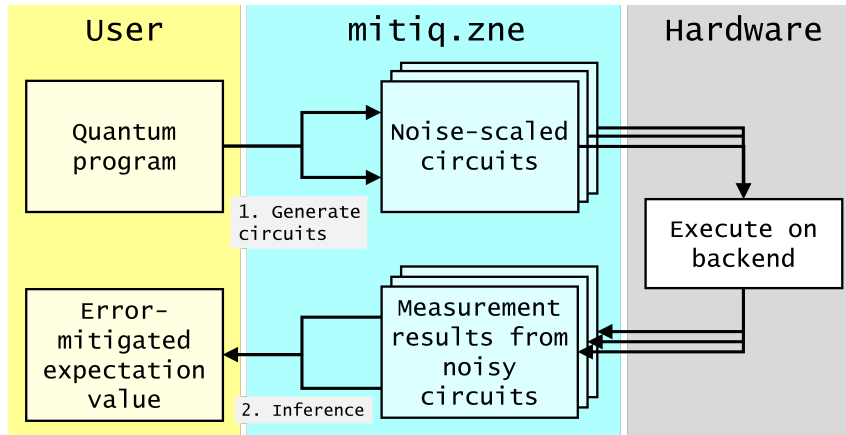 User
mitiq.zne
Hardware
Quantum
program
Noise-scaled
circuits
1. Generate
circuits
Execute on
backend
Error-
mitigated
expectation
value
Measurement
results from
noisy
circuits
2. Inference